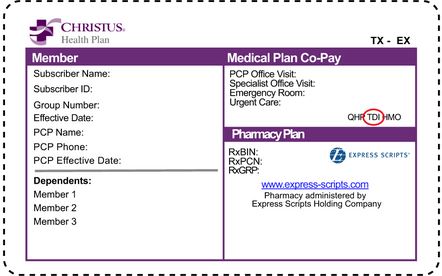 CHRISTUS®
Health Plan
TX - EX
Member
Subscriber Name:
Subscriber ID:
Group Number:
Effective Date:
PCP Name:
PCP Phone:
PCP Effective Date:
Dependents:
Member 1
Member 2
Member 3
Medical Plan Co-Pay
PCP Office Visit:
Specialist Office Visit:
Emergency Room:
Urgent Care:
QHP TDI HMO
Pharmacy Plan
RxBIN:
RxPCN:
RxGRP:
EXPRESS SCRIPTS®
www.express-scripts.com
Pharmacy administered by
Express Scripts Holding Company